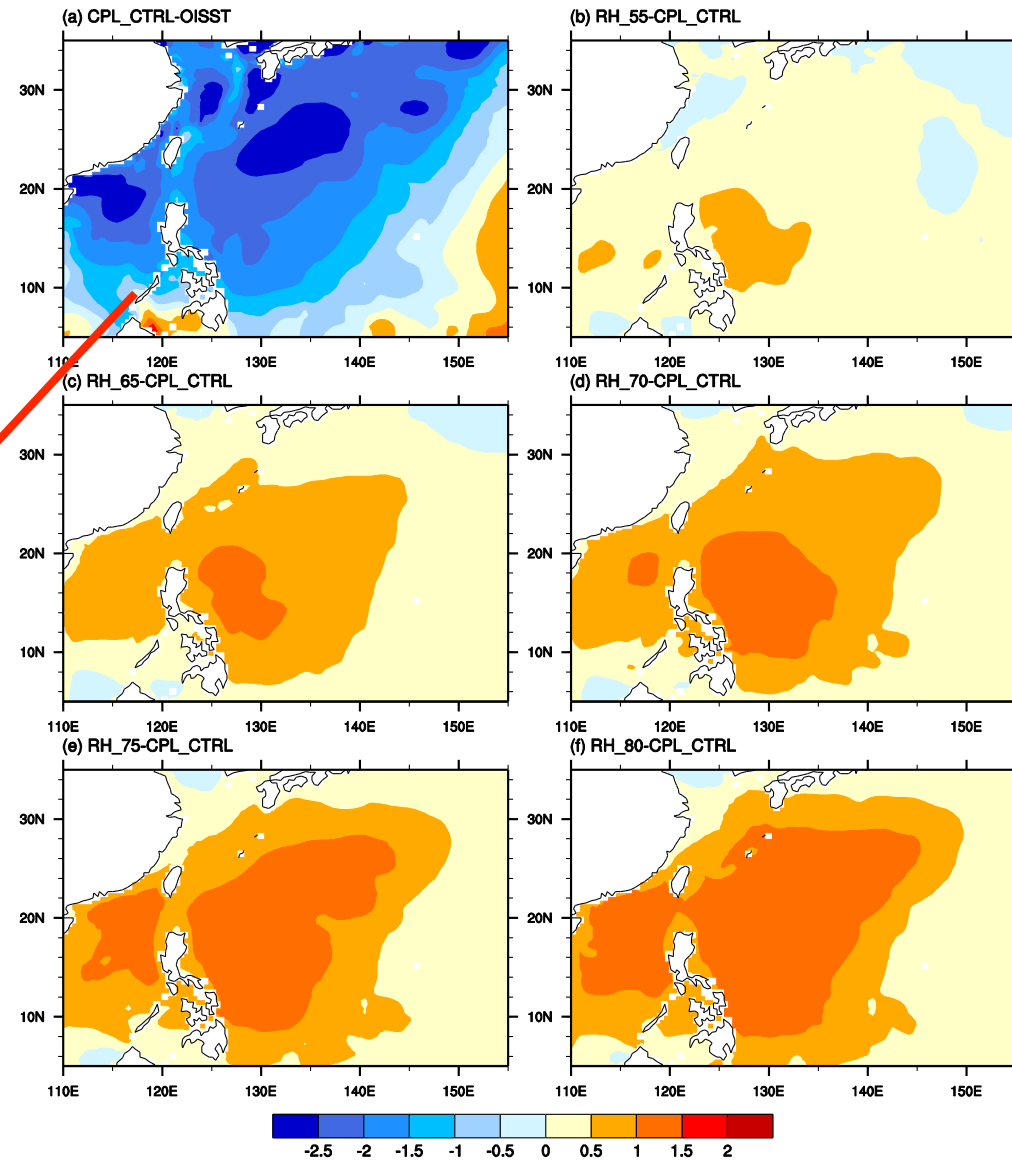 (a) CPL_CTRL-OISST
(b) RH_55-CPL_CTRL
30N
30N
20N
20N
10N
10N
110E 120E 130E 140E 150E
110E 120E 130E 140E 150E
(c) RH_65-CPL_CTRL
(d) RH_70-CPL_CTRL
30N
30N
20N
20N
10N
10N
110E 120E 130E 140E 150E
110E 120E 130E 140E 150E
(e) RH_75-CPL_CTRL
(f) RH_80-CPL_CTRL
30N
30N
20N
20N
10N
10N
110E 120E 130E 140E 150E
110E 120E 130E 140E 150E
-2.5 -2 -1.5 -1 -0.5 0 0.5 1 1.5 2